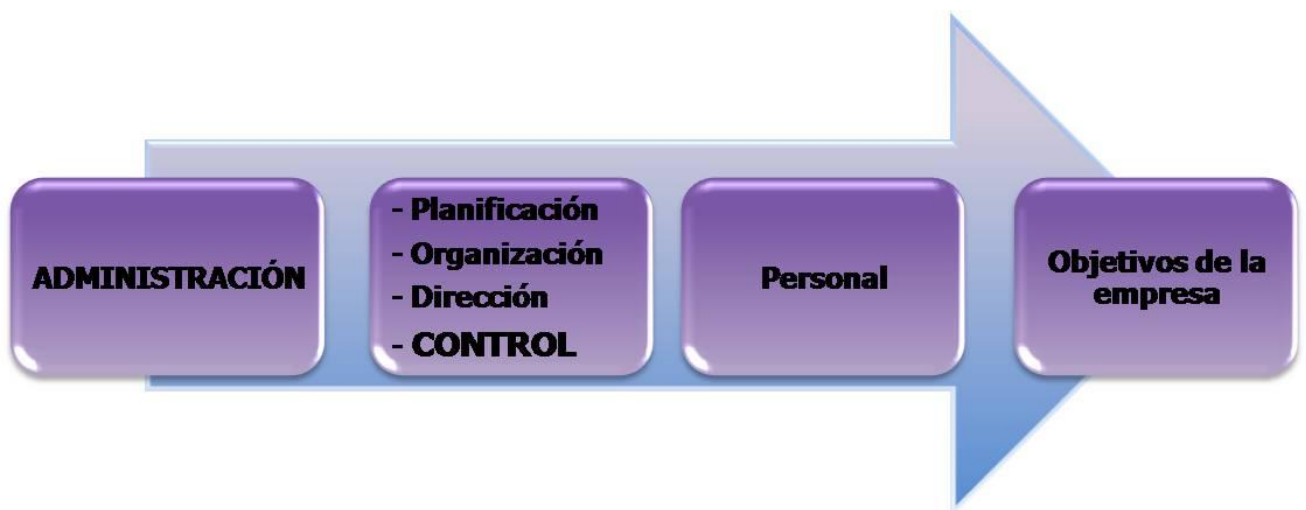 ADMINISTRACIÓN
- Planificación
- Organización
- Dirección
- CONTROL
Personal
Objetivos de la
empresa